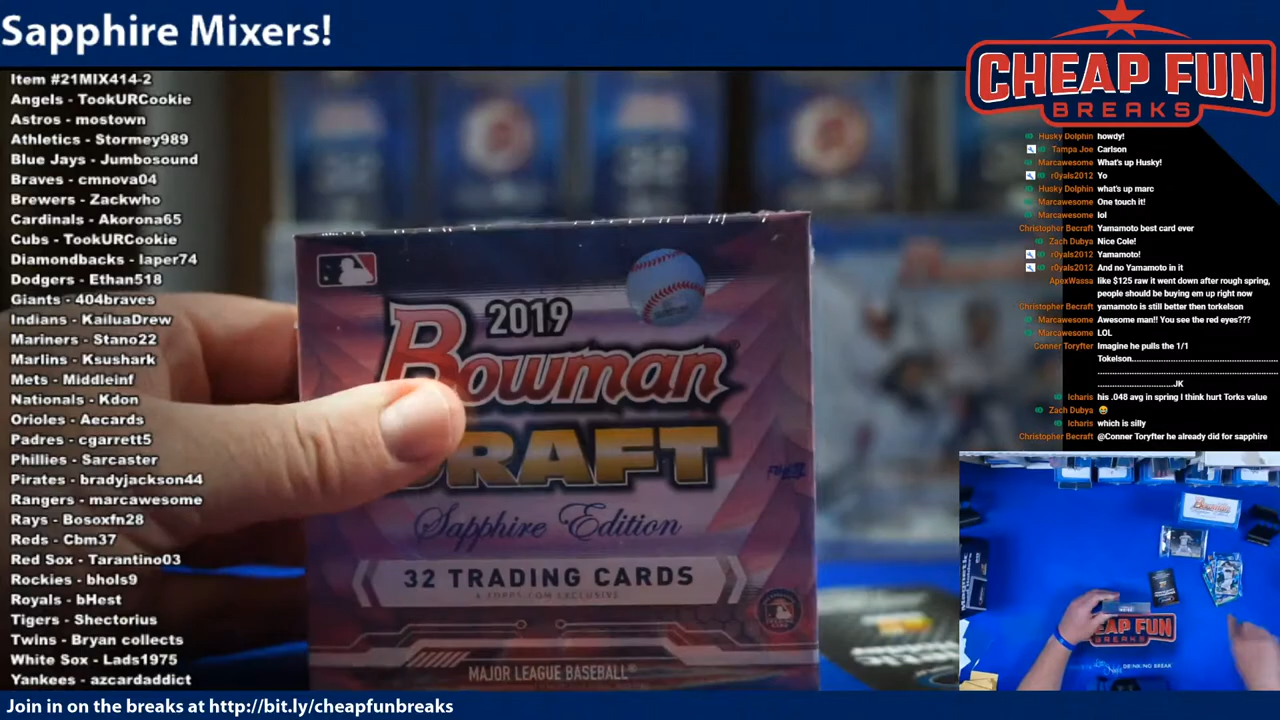 Sapphire Mixers!
Item #21MIX414-2
Angels - TookURCookie
Astros - mostown
Athletics - Stormey989
Blue Jays - Jumbosound
Braves - cmnova04
Brewers - Zackwho
Cardinals - Akorona65
Cubs - TookURCookie
Diamondbacks - laper74
Dodgers - Ethan518
Giants - 404braves
Indians - KailuaDrew
Mariners - Stano22
Marlins - Ksushark
Mets - Middleinf
Nationals - Kdon
Orioles - Aecards
Padres - cgarrett5
Phillies - Sarcaster
Pirates - bradyjackson44
Rangers - marcawesome
Rays - Bosoxfn28
Reds - Cbm37
Red Sox - Tarantino03
Rockies - bhols9
Royals - bHest
Tigers - Shectorius
Twins - Bryan collects
White Sox - Lads1975
Yankees - azcardaddict
Join in on the breaks at http://bit.ly/cheapfunbreaks
2019
Bowman
DRAFT
Sapphire Edition
32 TRADING CARDS
A TOPPS.COM EXCLUSIVE
MAJOR LEAGUE BASEBALL®
CHEAP FUN
BREAKS
Husky Dolphin howdy!
Tampa Joe Carlson
Marcawesome What's up Husky!
r0yals2012 Yo
Husky Dolphin what's up marc
Marcawesome One touch it!
Marcawesome lol
Christopher Becraft Yamamoto best card ever
Zach Dubya Nice Cole!
r0yals2012 Yamamoto!
r0yals2012 And no Yamamoto in it
ApexWassa like $125 raw it went down after rough spring,
people should be buying em up right now
Christopher Becraft yamamoto is still better then torkelson
Marcawesome Awesome man!! You see the red eyes???
Marcawesome LOL
Conner Toryfter Imagine he pulls the 1/1
Tokelson
JK
Icharis his .048 avg in spring I think hurt Torks value
Zach Dubya 😆
Icharis which is silly
Christopher Becraft @Conner Toryfter he already did for sapphire
Bowman
CHEAP FUN
BREAKS
DRINKING BREAK